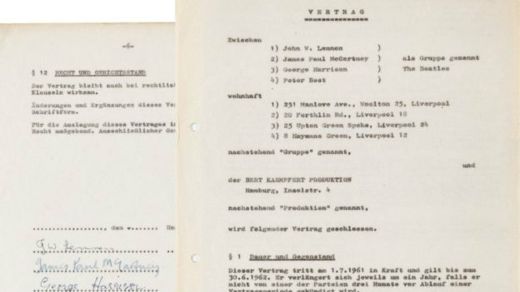 -6-
§ 12 RECHT UND GERICHTSSTAND
Der Vertrag bleibt auch bei rechtlich
Klauseln wirksam.
Änderungen und Ergänzungen dieses Ve
Schriftform.
Für die Auslegung dieses Vertrages i
Recht maßgebend. Ausschließlicher
den
J W Lennon
James Paul McCartney
George Harrison
VERTRAG
Zwischen
1) John W. Lennon )
2) James Paul McCartney ) als Gruppe genannt
3) George Harrison ) The Beatles
4) Peter Best )
wohnhaft
1) 251 Menlove Ave., Woolton 25, Liverpool
2) 20 Forthlin Rd., Liverpool 18
3) 25 Upton Green Speke, Liverpool 24
4) 8 Haymans Green, Liverpool 12
nachstehend "Gruppe" genannt,
und
der BERT KAEMPFERT PRODUKTION
Hamburg, Inselstr. 4
nachstehend "Produktion" genannt,
wird folgender Vertrag geschlossen.
§ 1 Dauer und Gegenstand
Dieser Vertrag tritt am 1.7.1961 in Kraft und gilt bis zum
30.6.1962. Er verlängert sich jeweils um ein Jahr, falls er
nicht von einer der Parteien drei Monate vor Ablauf einer